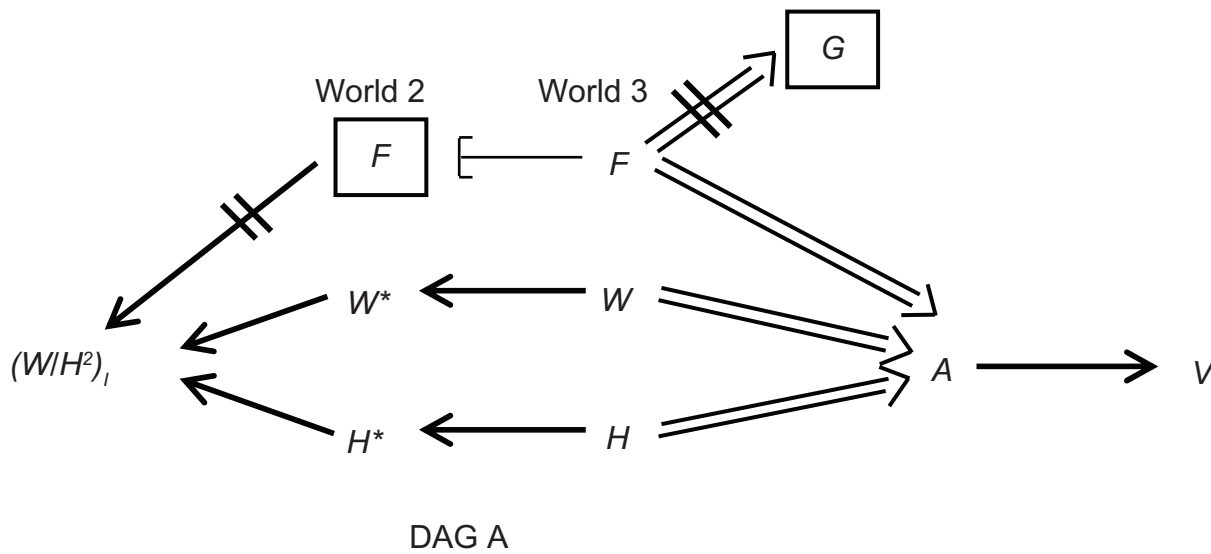 G
World 2 World 3
F F
W* W
(W/H²)ₗ A V
H* H
DAG A